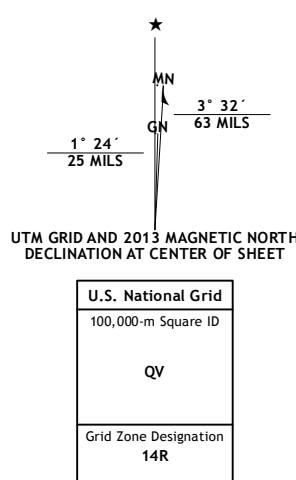 ★
MN
3° 32´
63 MILS
GN
1° 24´
25 MILS
UTM GRID AND 2013 MAGNETIC NORTH
DECLINATION AT CENTER OF SHEET
U.S. National Grid
100,000-m Square ID
QV
Grid Zone Designation
14R